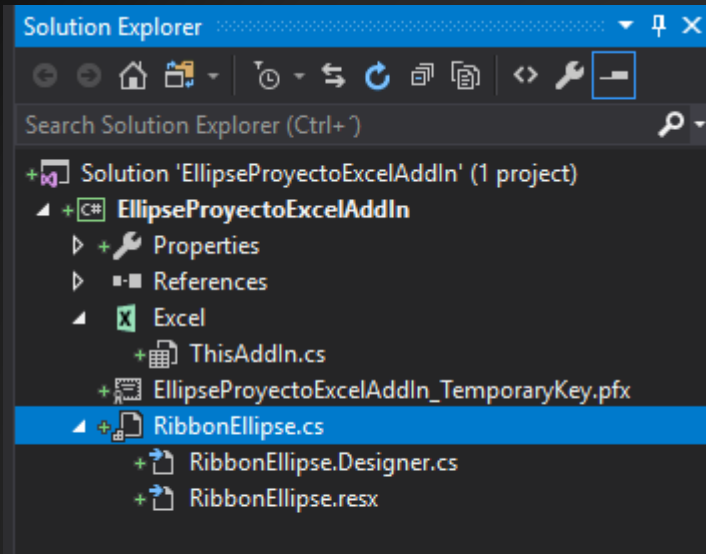 Solution Explorer
Search Solution Explorer (Ctrl+´)
Solution 'EllipseProyectoExcelAddIn' (1 project)
C# EllipseProyectoExcelAddIn
Properties
References
Excel
ThisAddIn.cs
EllipseProyectoExcelAddIn_TemporaryKey.pfx
RibbonEllipse.cs
RibbonEllipse.Designer.cs
RibbonEllipse.resx